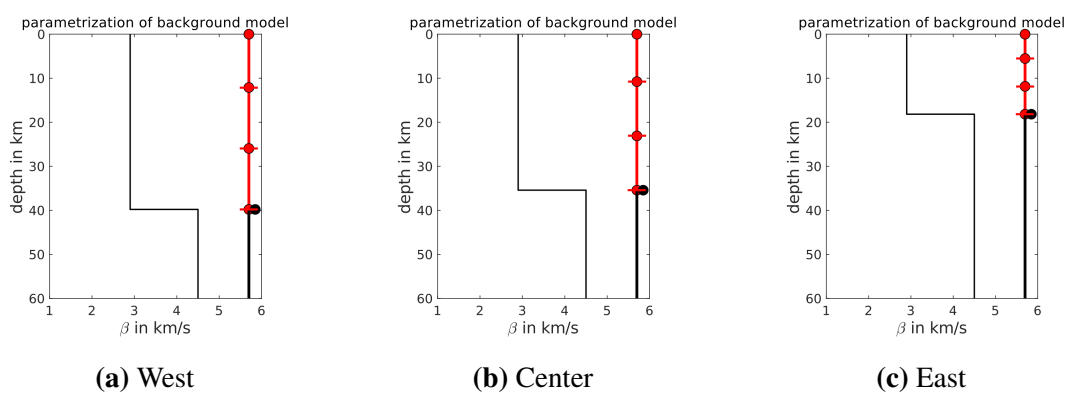 parametrization of background model
0
10
20
30
40
50
60
depth in km
1 2 3 4 5 6
β in km/s
(a) West
parametrization of background model
0
10
20
30
40
50
60
depth in km
1 2 3 4 5 6
β in km/s
(b) Center
parametrization of background model
0
10
20
30
40
50
60
depth in km
1 2 3 4 5 6
β in km/s
(c) East